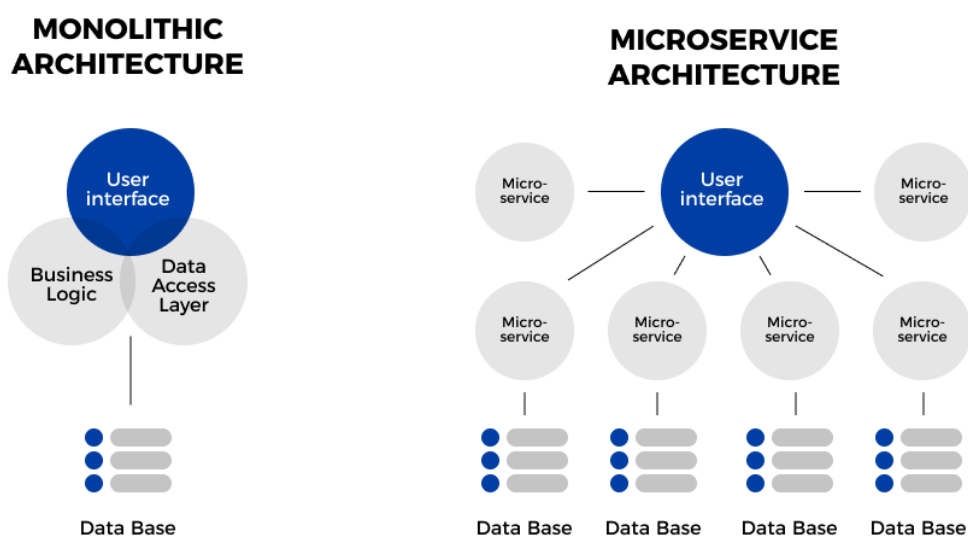 MONOLITHIC
ARCHITECTURE
User
interface
Business
Logic
Data
Access
Layer
Data Base
MICROSERVICE
ARCHITECTURE
Micro-
service
User
interface
Micro-
service
Micro-
service
Micro-
service
Micro-
service
Micro-
service
Data Base
Data Base
Data Base
Data Base